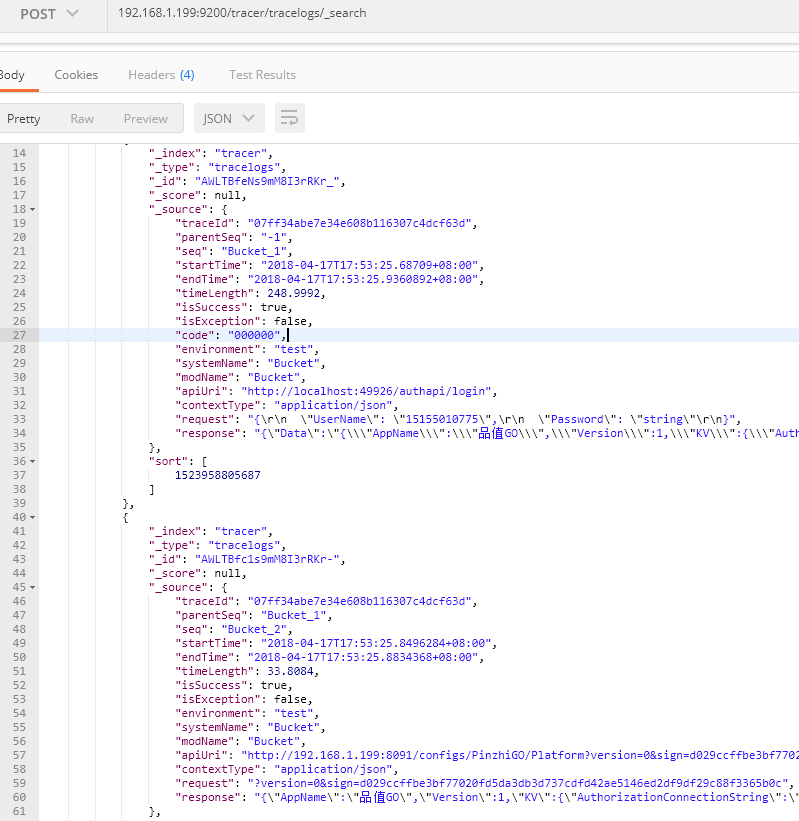 POST 192.168.1.199:9200/tracer/tracelogs/_search
Body Cookies Headers (4) Test Results
Pretty Raw Preview JSON
14 "_index": "tracer",
15 "_type": "tracelogs",
16 "_id": "AWLTBfeNs9mM8I3rRKr_",
17 "_score": null,
18 "_source": {
19 "traceId": "07ff34abe7e34e608b116307c4dcf63d",
20 "parentSeq": "-1",
21 "seq": "Bucket_1",
22 "startTime": "2018-04-17T17:53:25.68709+08:00",
23 "endTime": "2018-04-17T17:53:25.9360892+08:00",
24 "timeLength": 248.9992,
25 "isSuccess": true,
26 "isException": false,
27 "code": "000000",
28 "environment": "test",
29 "systemName": "Bucket",
30 "modName": "Bucket",
31 "apiUri": "http://localhost:49926/authapi/login",
32 "contextType": "application/json",
33 "request": "{\r\n  \"UserName\": \"15155010775\",\r\n  \"Password\": \"string\"\r\n}",
34 "response": "{\"Data\":\"{\\\"AppName\\\":\\\"品值GO\\\",\\\"Version\\\":1,\\\"KV\\\":{\\\"Auth
35 },
36 "sort": [
37 1523958805687
38 ]
39 },
40 {
41 "_index": "tracer",
42 "_type": "tracelogs",
43 "_id": "AWLTBfc1s9mM8I3rRKr-",
44 "_score": null,
45 "_source": {
46 "traceId": "07ff34abe7e34e608b116307c4dcf63d",
47 "parentSeq": "Bucket_1",
48 "seq": "Bucket_2",
49 "startTime": "2018-04-17T17:53:25.8496284+08:00",
50 "endTime": "2018-04-17T17:53:25.8834368+08:00",
51 "timeLength": 33.8084,
52 "isSuccess": true,
53 "isException": false,
54 "environment": "test",
55 "systemName": "Bucket",
56 "modName": "Bucket",
57 "apiUri": "http://192.168.1.199:8091/configs/PinzhiGO/Platform?version=0&sign=d029ccffbe3bf7702
58 "contextType": "application/json",
59 "request": "?version=0&sign=d029ccffbe3bf77020fd5da3db3d737cdfd42ae5146ed2df9df29c88f3365b0c",
60 "response": "{\"AppName\":\"品值GO\",\"Version\":1,\"KV\":{\"AuthorizationConnectionString\":\"
61 },